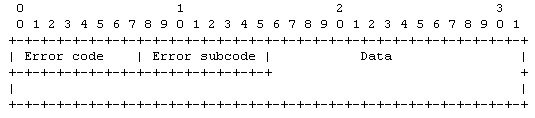 0                   1                   2                   3
 0 1 2 3 4 5 6 7 8 9 0 1 2 3 4 5 6 7 8 9 0 1 2 3 4 5 6 7 8 9 0 1
+-+-+-+-+-+-+-+-+-+-+-+-+-+-+-+-+-+-+-+-+-+-+-+-+-+-+-+-+-+-+-+-+
| Error code    | Error subcode |           Data                |
+-+-+-+-+-+-+-+-+-+-+-+-+-+-+-+-+                               +
|                                                               |
+-+-+-+-+-+-+-+-+-+-+-+-+-+-+-+-+-+-+-+-+-+-+-+-+-+-+-+-+-+-+-+-+